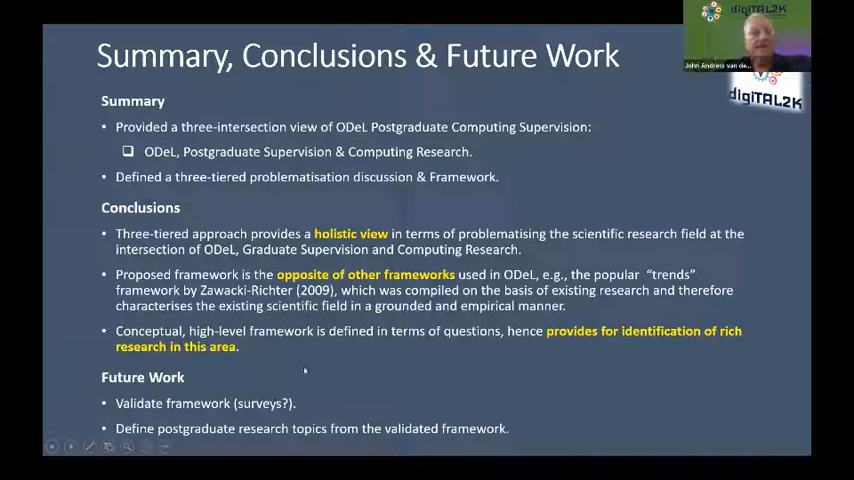 digiTAL2K
John Andrew van de...
digiTAL2K
Summary, Conclusions & Future Work
Summary
• Provided a three-intersection view of ODeL Postgraduate Computing Supervision:
❑ ODeL, Postgraduate Supervision & Computing Research.
• Defined a three-tiered problematisation discussion & Framework.
Conclusions
• Three-tiered approach provides a holistic view in terms of problematising the scientific research field at the
intersection of ODeL, Graduate Supervision and Computing Research.
• Proposed framework is the opposite of other frameworks used in ODeL, e.g., the popular “trends”
framework by Zawacki-Richter (2009), which was compiled on the basis of existing research and therefore
characterises the existing scientific field in a grounded and empirical manner.
• Conceptual, high-level framework is defined in terms of questions, hence provides for identification of rich
research in this area.
Future Work
• Validate framework (surveys?).
• Define postgraduate research topics from the validated framework.